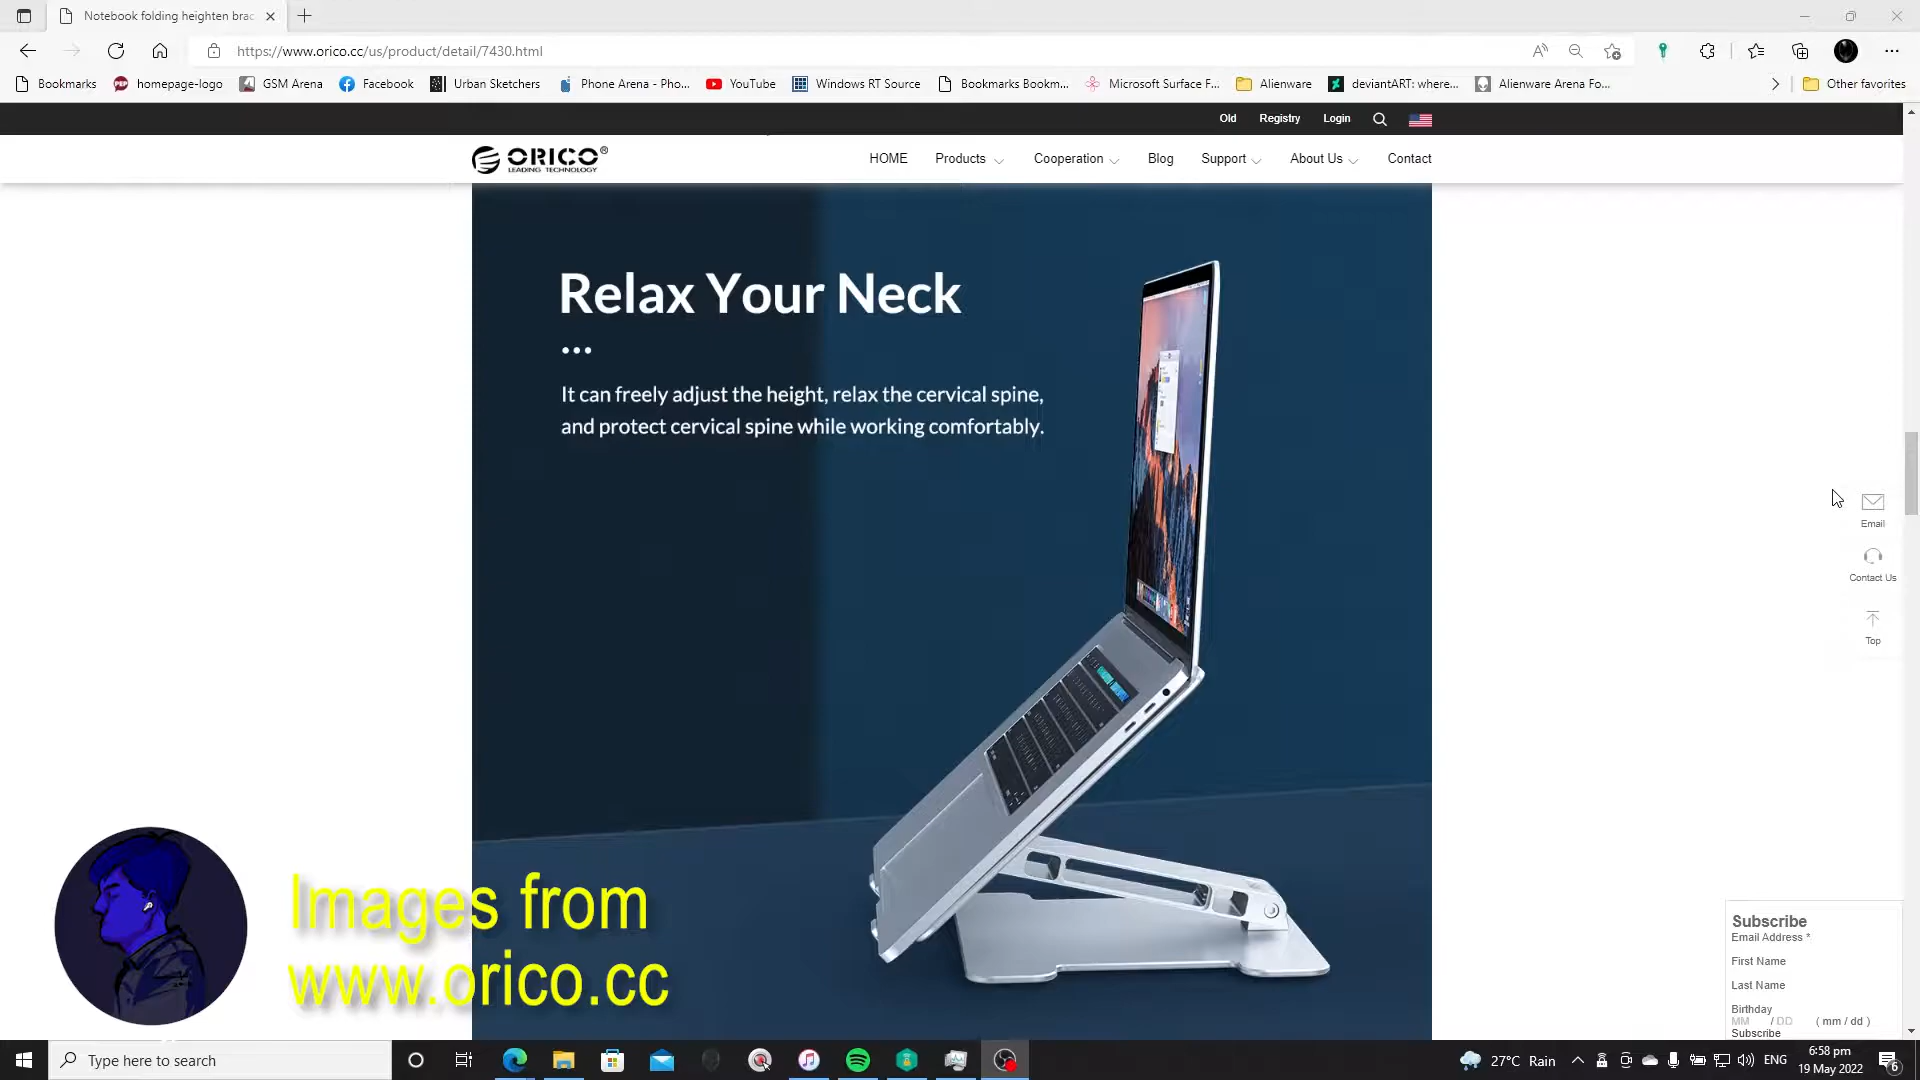 Notebook folding heighten brac
https://www.orico.cc/us/product/detail/7430.html
Bookmarks
homepage-logo
GSM Arena
Facebook
Urban Sketchers
Phone Arena - Pho...
YouTube
Windows RT Source
Bookmarks Bookm...
Microsoft Surface F...
Alienware
deviantART: where...
Alienware Arena Fo...
Other favorites
Old
Registry
Login
ORICO®
LEADING TECHNOLOGY
HOME
Products
Cooperation
Blog
Support
About Us
Contact
Relax Your Neck
It can freely adjust the height, relax the cervical spine,
and protect cervical spine while working comfortably.
Email
Contact Us
Top
Images from
www.orico.cc
Subscribe
Email Address *
First Name
Last Name
Birthday
MM / DD ( mm / dd )
Subscribe
Type here to search
27°C Rain
ENG
6:58 pm
19 May 2022
6